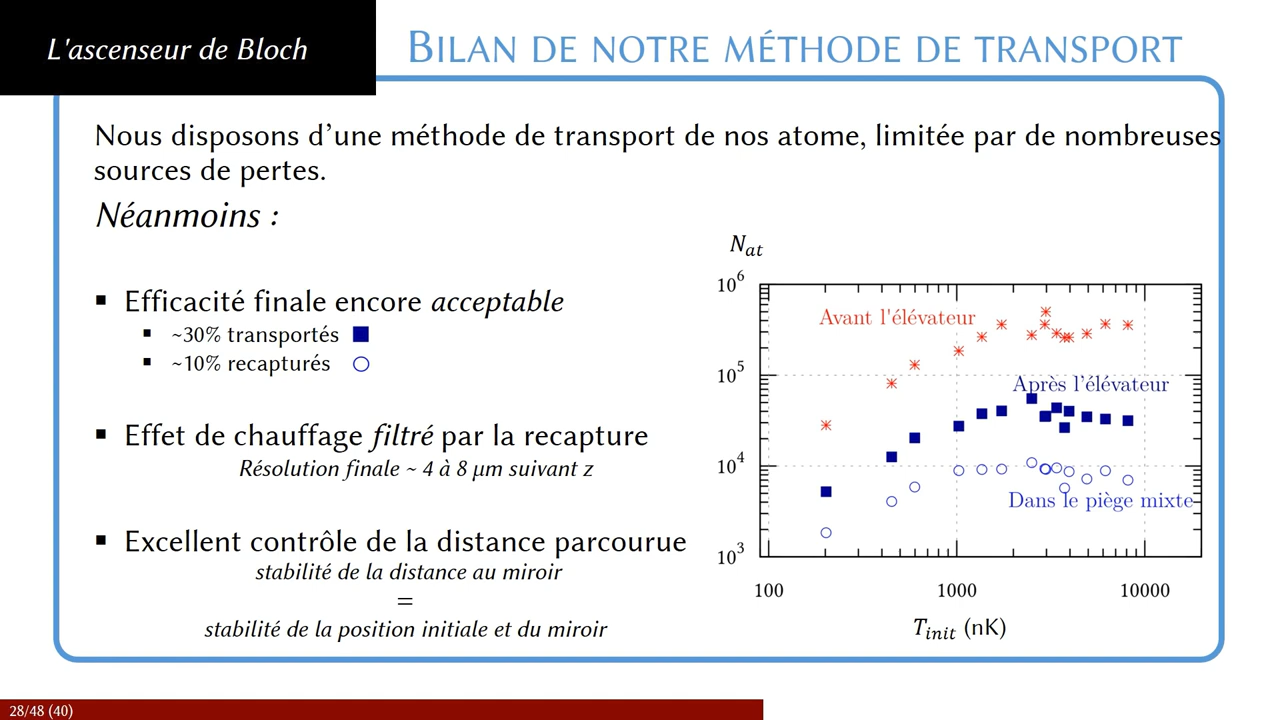 L'ascenseur de Bloch
BILAN DE NOTRE MÉTHODE DE TRANSPORT
Nous disposons d’une méthode de transport de nos atome, limitée par de nombreuses
sources de pertes.
Néanmoins :
▪ Efficacité finale encore acceptable
▪ ~30% transportés
▪ ~10% recapturés
▪ Effet de chauffage filtré par la recapture
Résolution finale ~ 4 à 8 µm suivant z
▪ Excellent contrôle de la distance parcourue
stabilité de la distance au miroir
=
stabilité de la position initiale et du miroir
N_at
10^6
10^5
10^4
10^3
Avant l'élévateur
Après l'élévateur
Dans le piège mixte
100 1000 10000
T_init (nK)
28/48 (40)